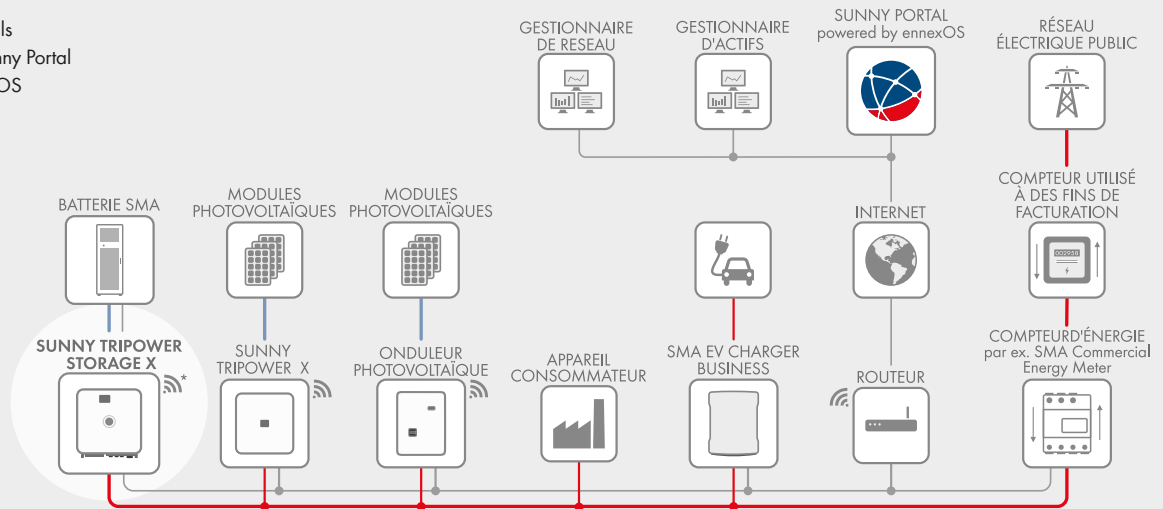 ls
nny Portal
OS
GESTIONNAIRE
DE RESEAU
GESTIONNAIRE
D'ACTIFS
SUNNY PORTAL
powered by ennexOS
RÉSEAU
ÉLECTRIQUE PUBLIC
BATTERIE SMA
MODULES
PHOTOVOLTAÏQUES
MODULES
PHOTOVOLTAÏQUES
INTERNET
COMPTEUR UTILISÉ
À DES FINS DE
FACTURATION
SUNNY TRIPOWER
STORAGE X
*
SUNNY
TRIPOWER X
ONDULEUR
PHOTOVOLTAÏQUE
APPAREIL
CONSOMMATEUR
SMA EV CHARGER
BUSINESS
ROUTEUR
COMPTEURD'ÉNERGIE
par ex. SMA Commercial
Energy Meter